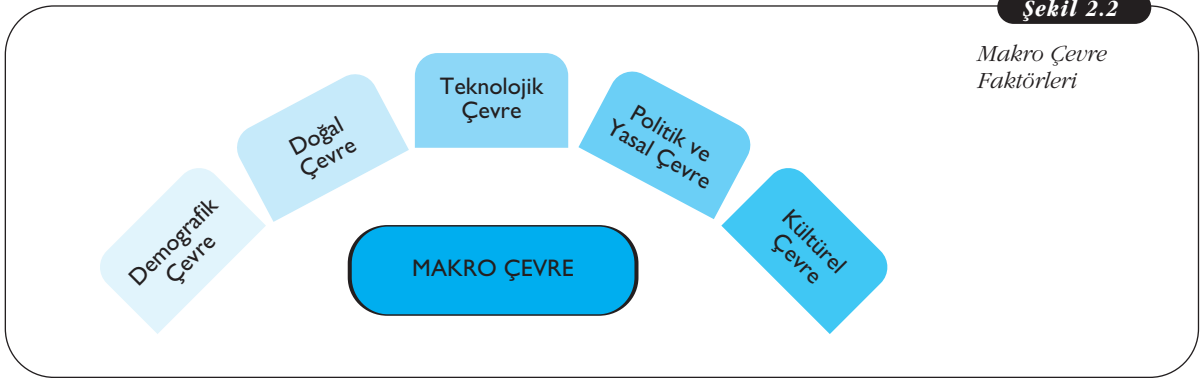 Şekil 2.2
Makro Çevre
Faktörleri
Demografik
Çevre
Doğal
Çevre
Teknolojik
Çevre
Politik ve
Yasal Çevre
Kültürel
Çevre
MAKRO ÇEVRE